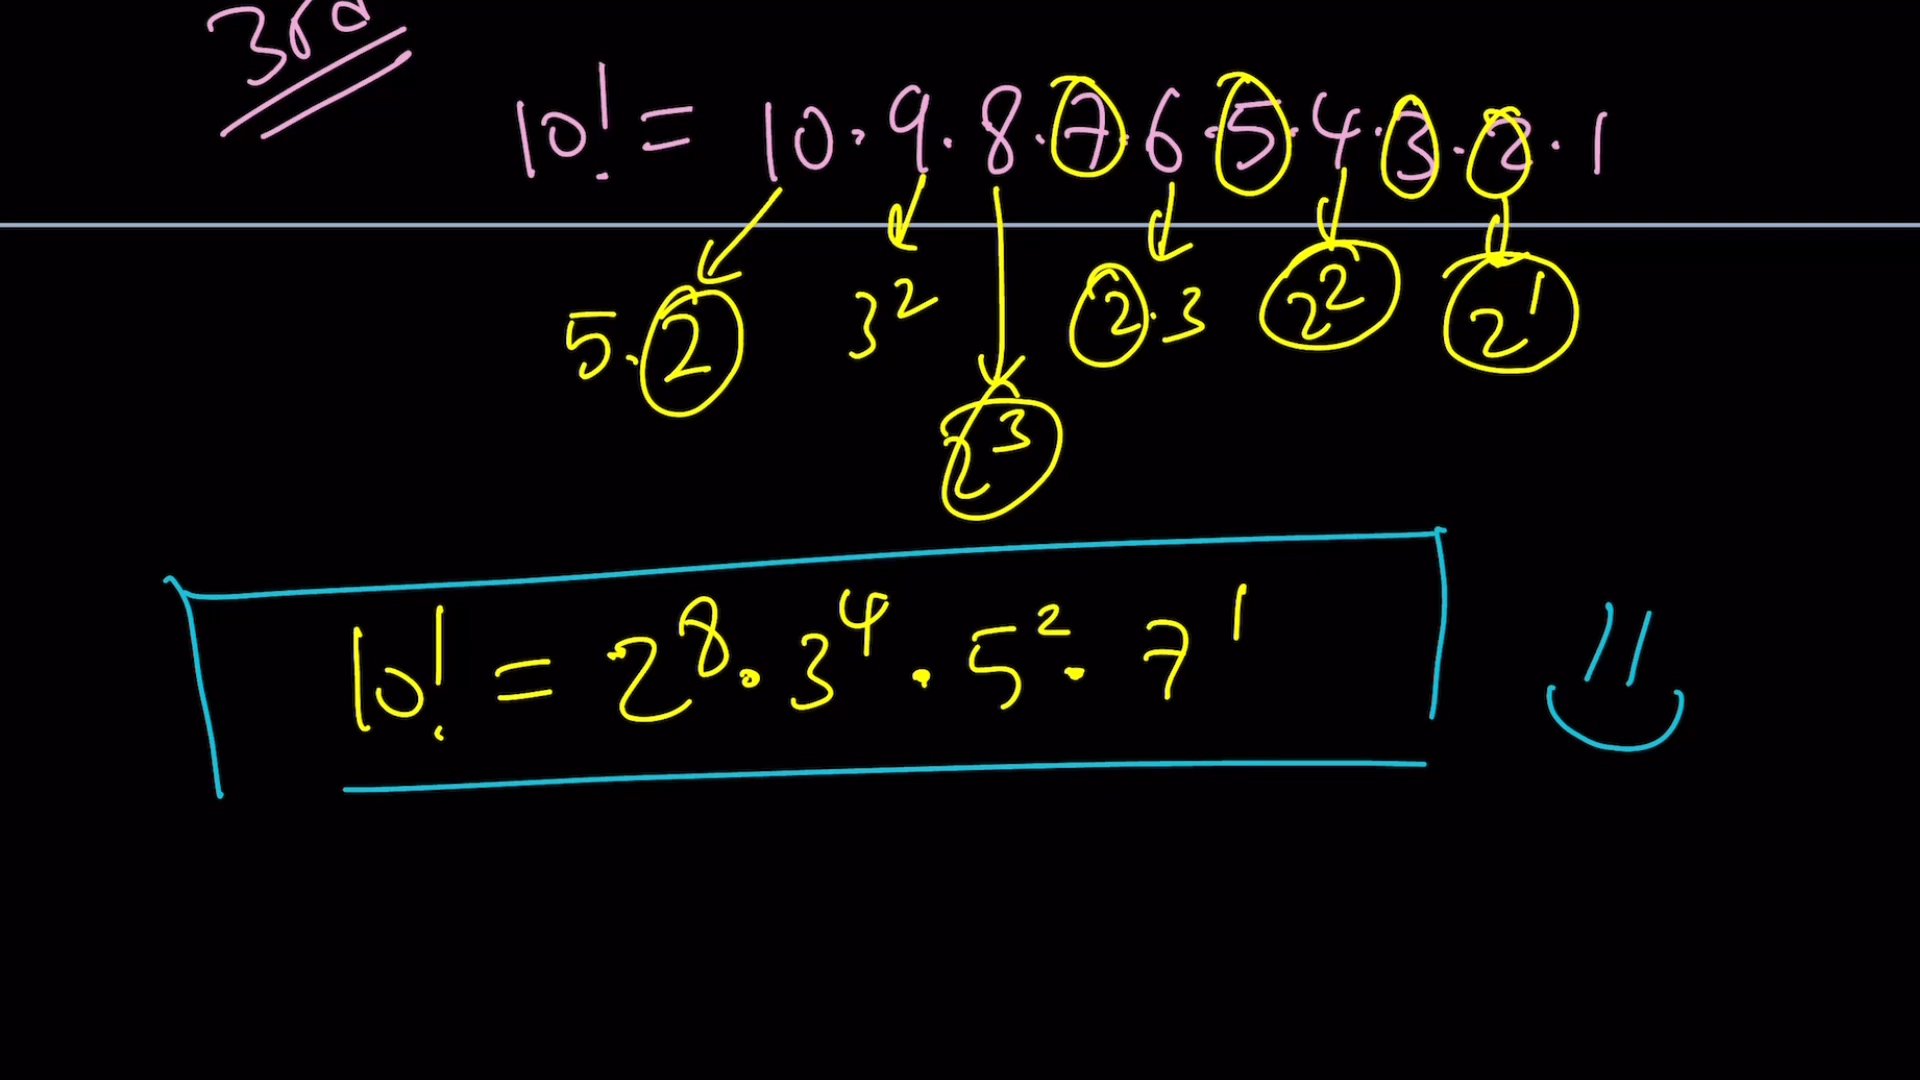 3rd
10! = 10 · 9 · 8 · 7 · 6 · 5 · 4 · 3 · 2 · 1
5 · 2 3² 2 · 3 2² 2¹
2³
10! = 2⁸ · 3⁴ · 5² · 7¹